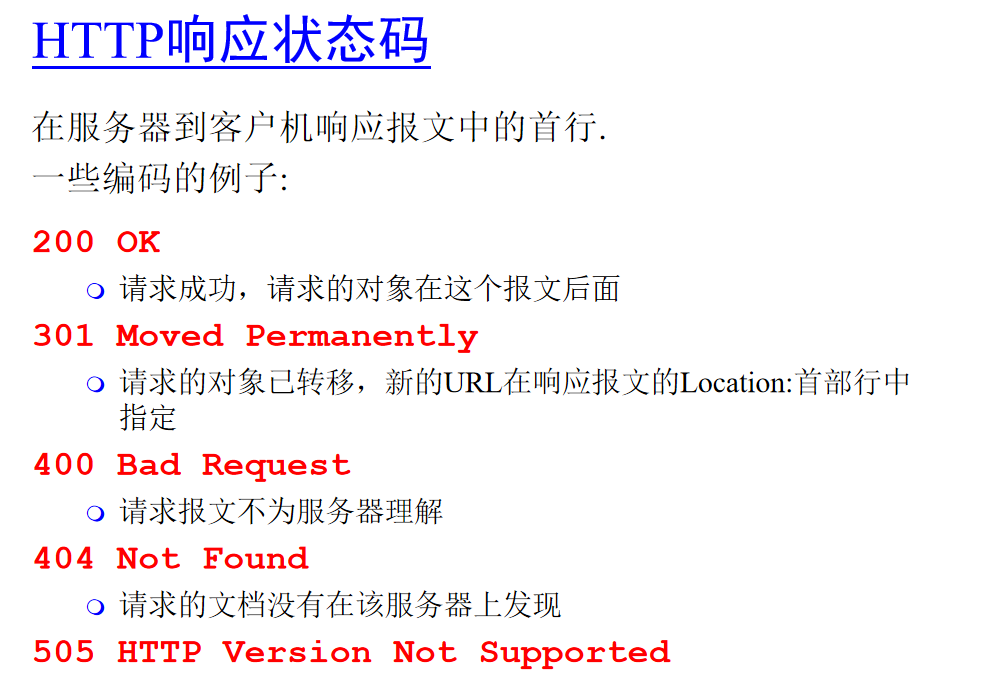 HTTP响应状态码
在服务器到客户机响应报文中的首行.
一些编码的例子:
200 OK
请求成功，请求的对象在这个报文后面
301 Moved Permanently
请求的对象已转移，新的URL在响应报文的Location:首部行中
指定
400 Bad Request
请求报文不为服务器理解
404 Not Found
请求的文档没有在该服务器上发现
505 HTTP Version Not Supported